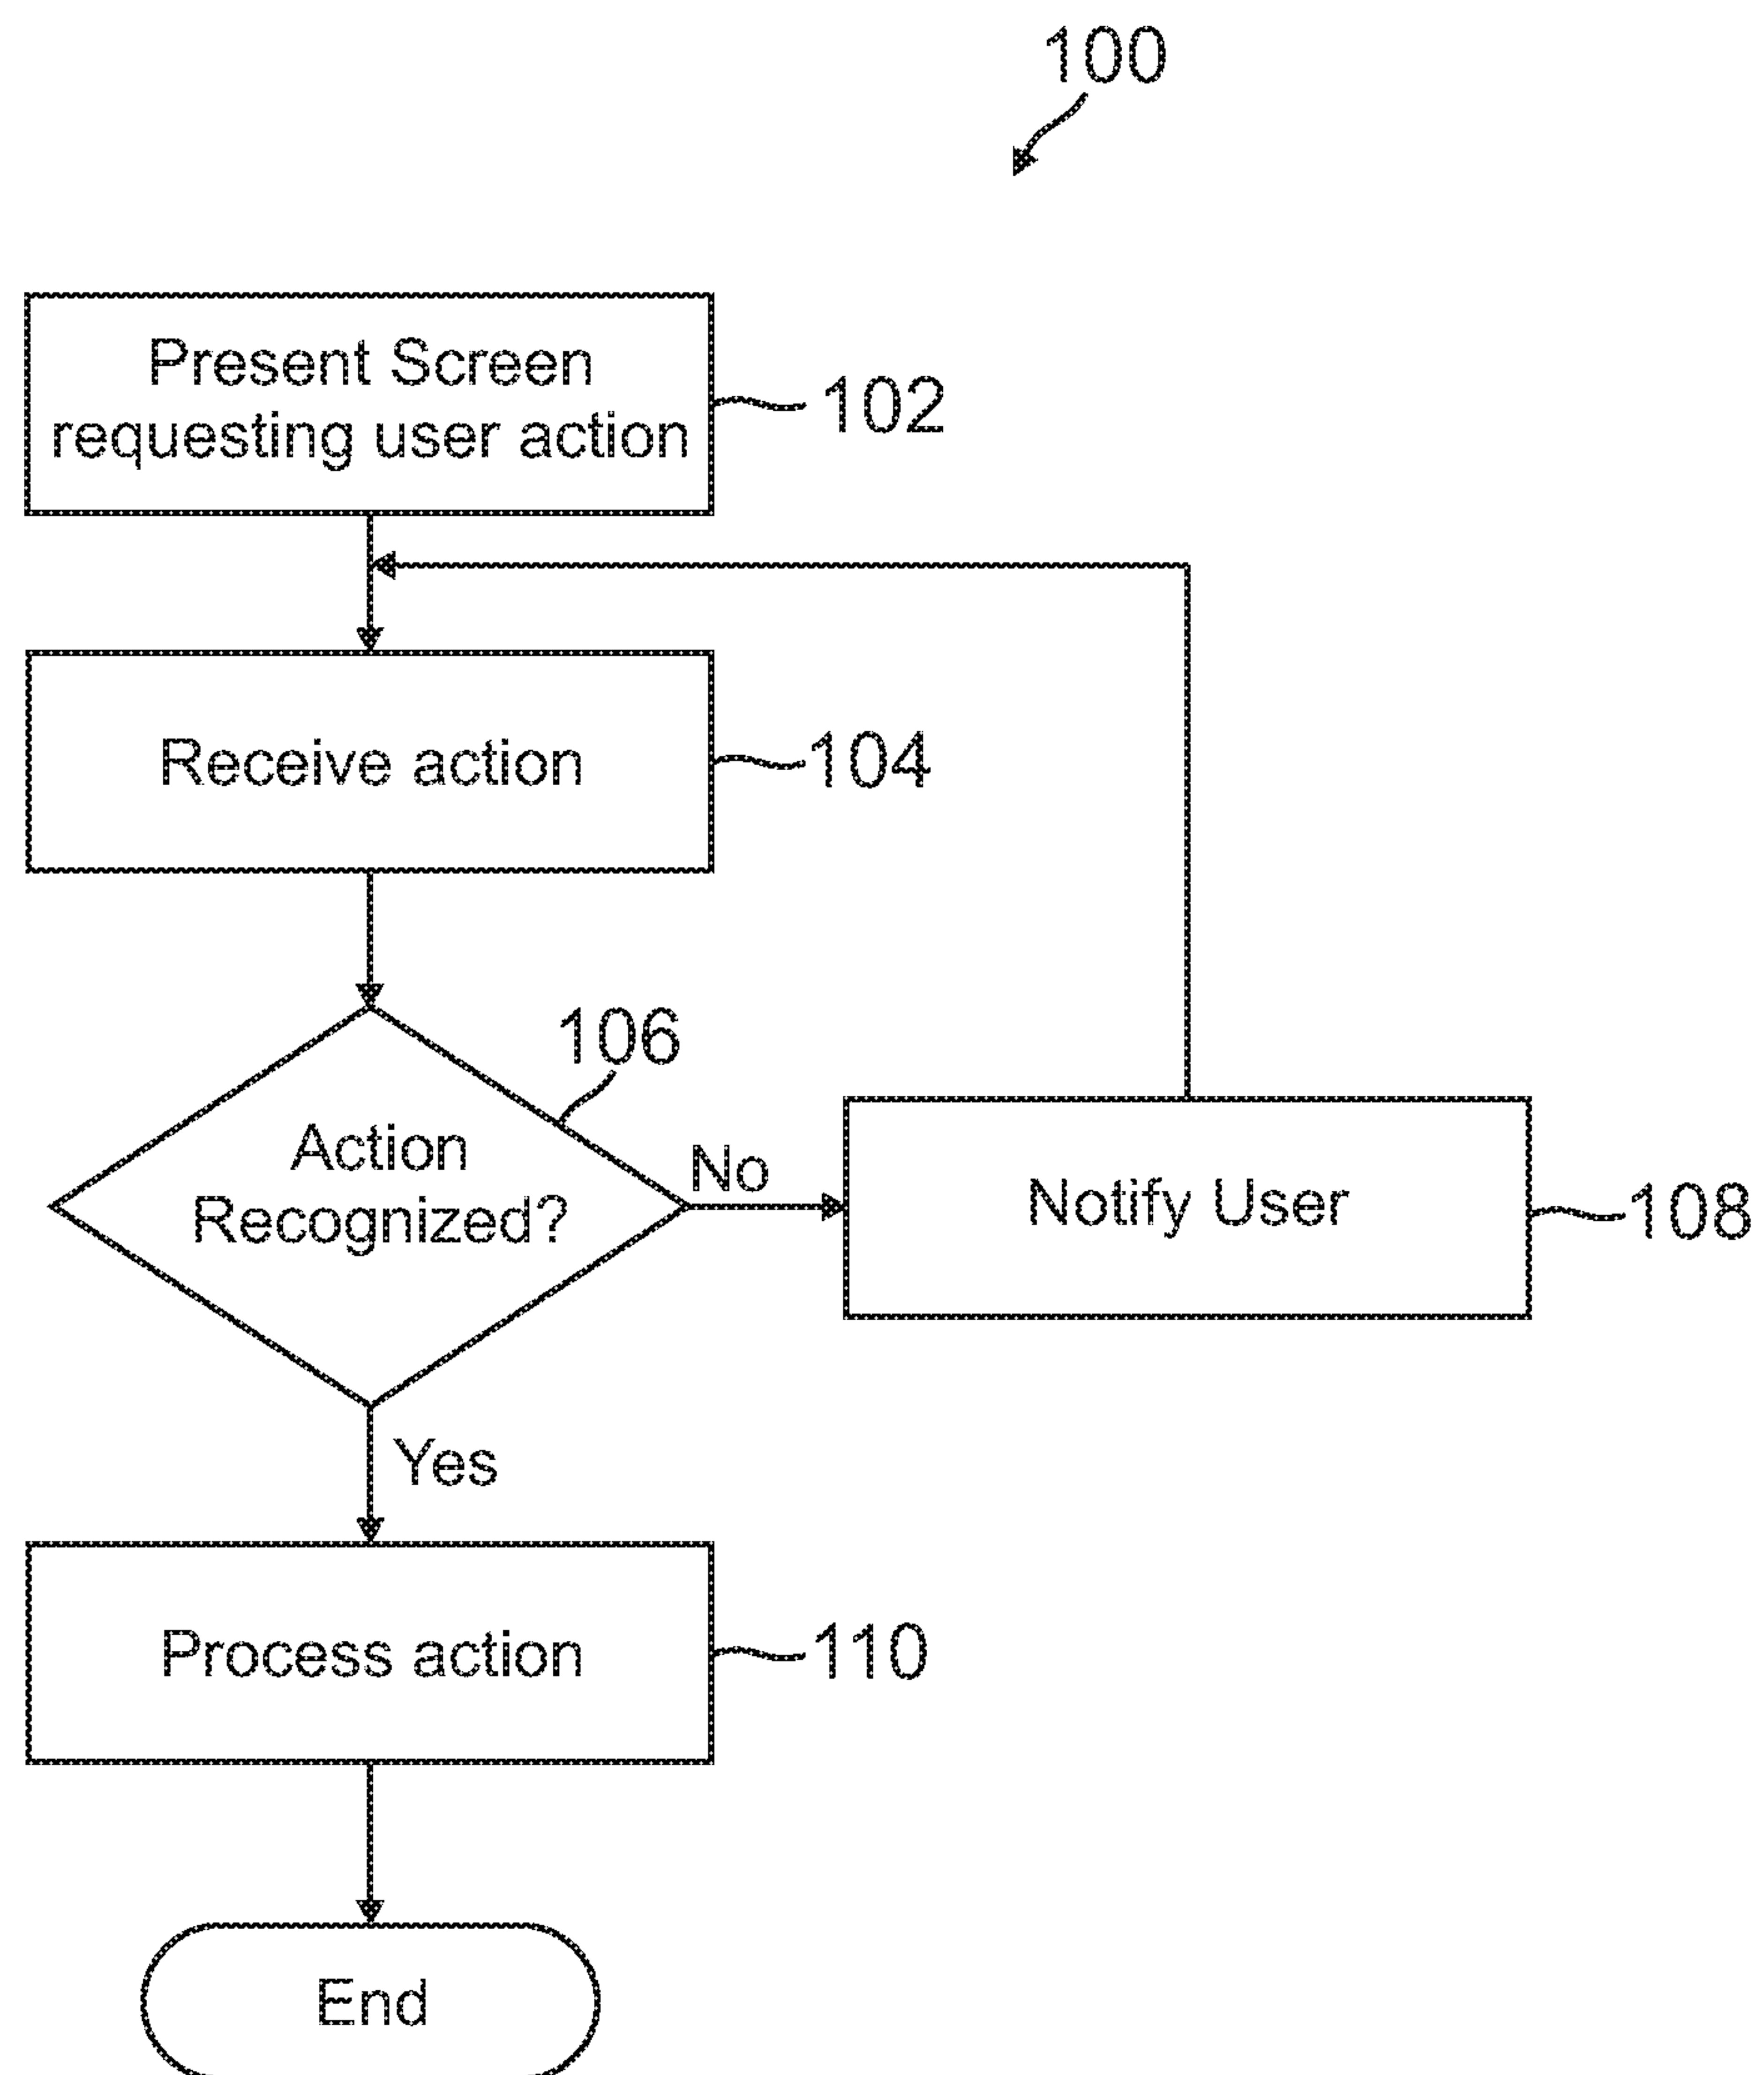 100
Present Screen
requesting user action
102
Receive action
104
106
Action
Recognized?
No
Notify User
108
Yes
Process action
110
End